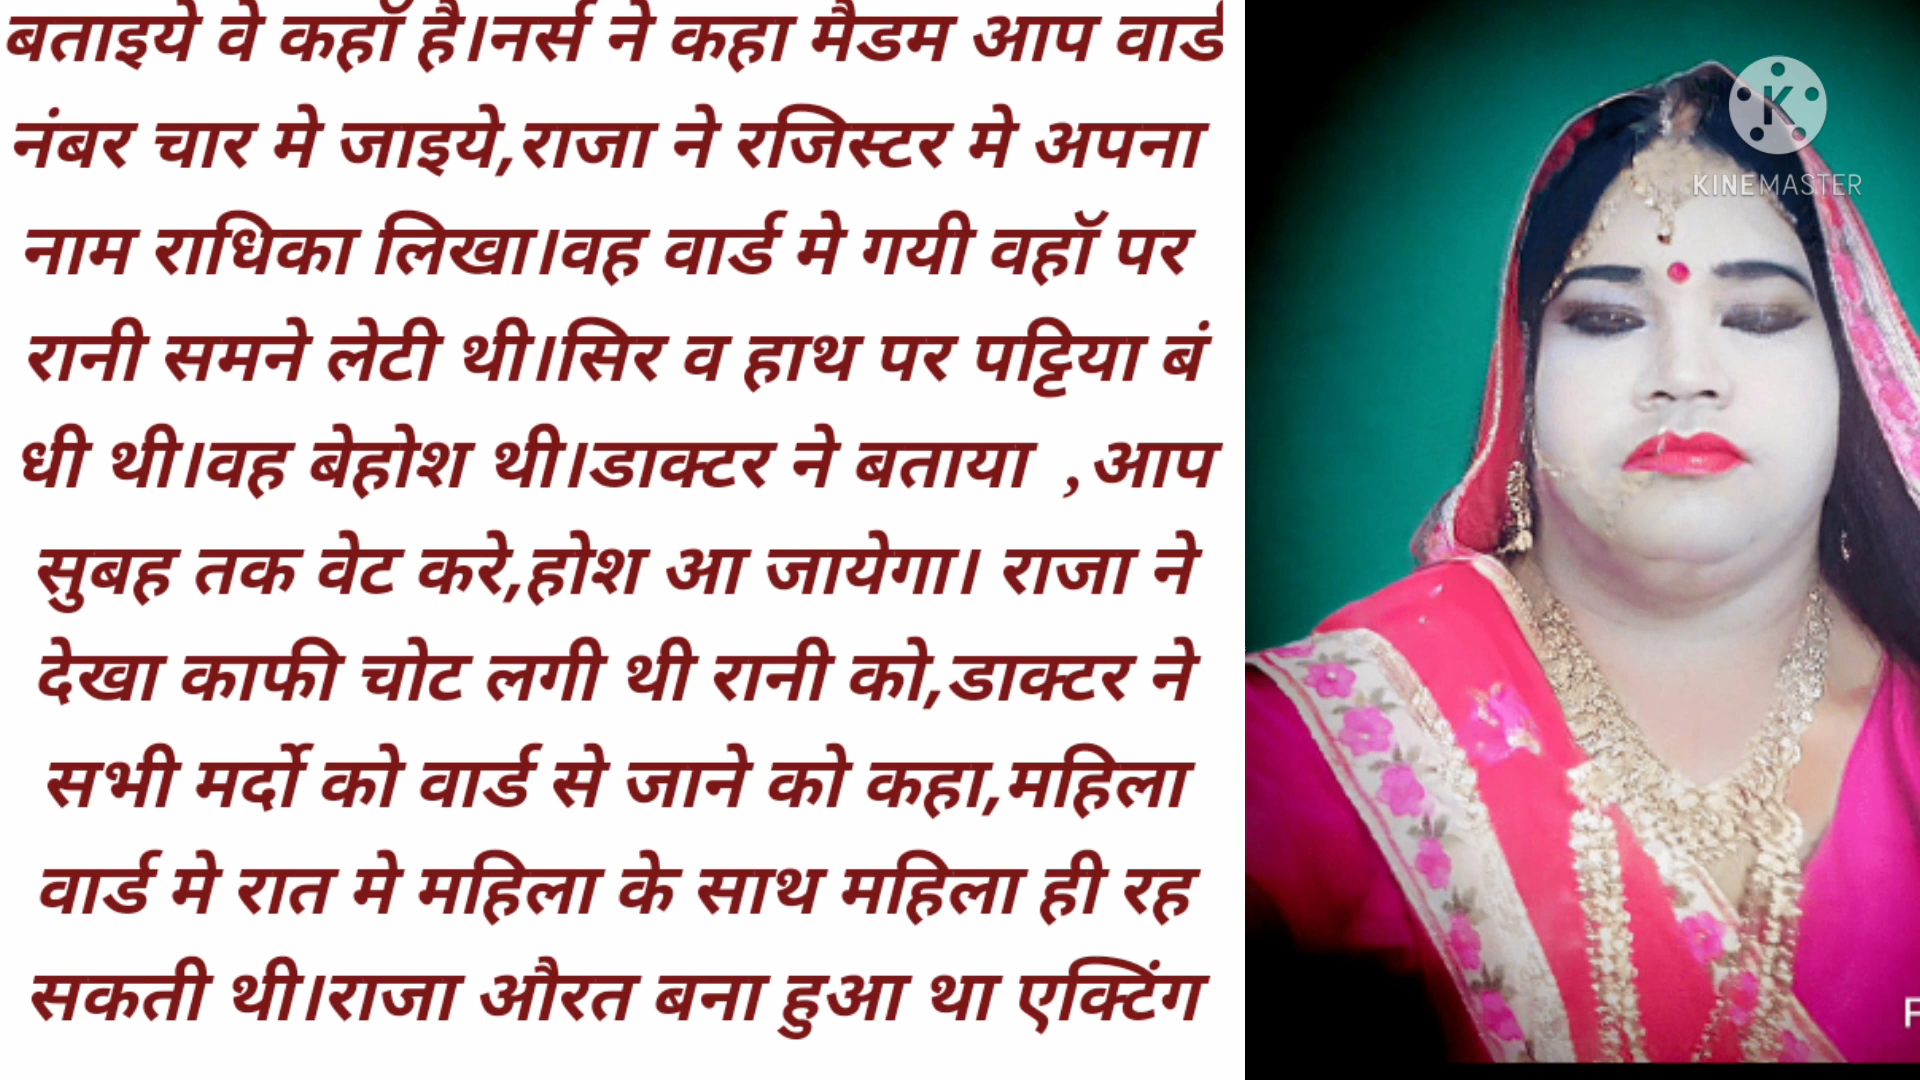 बताइये वे कहाॅ है।नर्स ने कहा मैडम आप वार्ड
नंबर चार मे जाइये,राजा ने रजिस्टर मे अपना
नाम राधिका लिखा।वह वार्ड मे गयी वहाॅ पर
रानी समने लेटी थी।सिर व हाथ पर पट्टिया बं
धी थी।वह बेहोश थी।डाक्टर ने बताया  ,आप
सुबह तक वेट करे,होश आ जायेगा। राजा ने
देखा काफी चोट लगी थी रानी को,डाक्टर ने
सभी मर्दो को वार्ड से जाने को कहा,महिला
वार्ड मे रात मे महिला के साथ महिला ही रह
सकती थी।राजा औरत बना हुआ था एक्टिंग
K
KINEMASTER